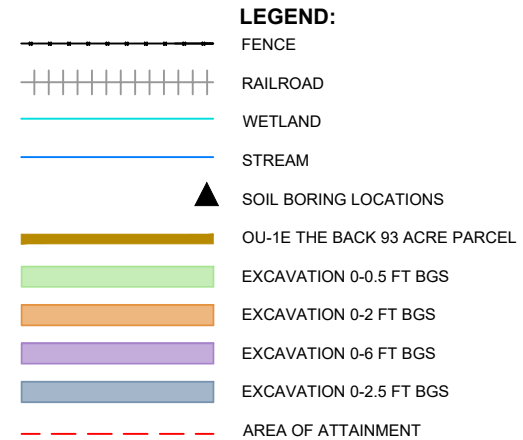 LEGEND:
FENCE
RAILROAD
WETLAND
STREAM
SOIL BORING LOCATIONS
OU-1E THE BACK 93 ACRE PARCEL
EXCAVATION 0-0.5 FT BGS
EXCAVATION 0-2 FT BGS
EXCAVATION 0-6 FT BGS
EXCAVATION 0-2.5 FT BGS
AREA OF ATTAINMENT